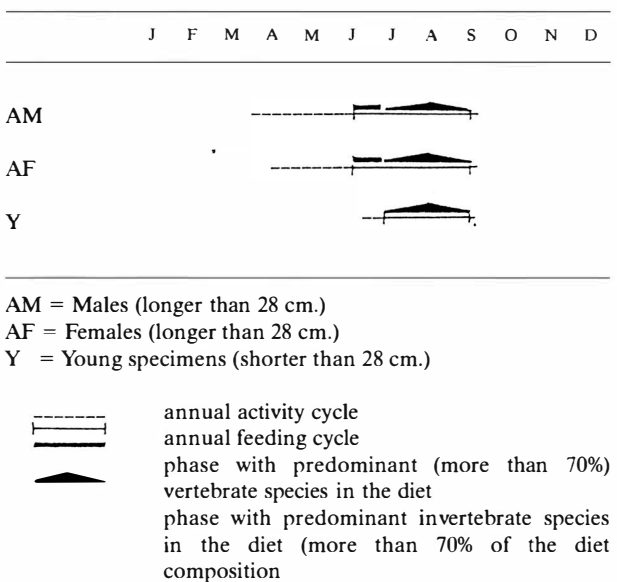 J F M A M J J A S O N D
AM
AF
Y
AM = Males (longer than 28 cm.)
AF = Females (longer than 28 cm.)
Y = Young specimens (shorter than 28 cm.)
annual activity cycle
annual feeding cycle
phase with predominant (more than 70%)
vertebrate species in the diet
phase with predominant invertebrate species
in the diet (more than 70% of the diet
composition